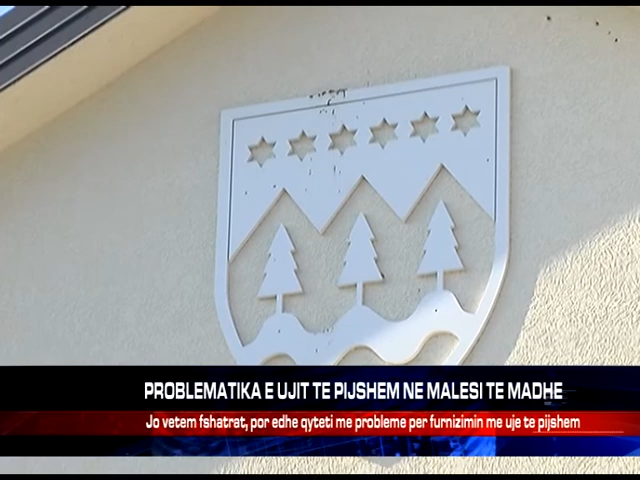 PROBLEMATIKA E UJIT TE PIJSHEM NE MALESI TE MADHE
Jo vetem fshatrat, por edhe qyteti me probleme per furnizimin me uje te pijshem